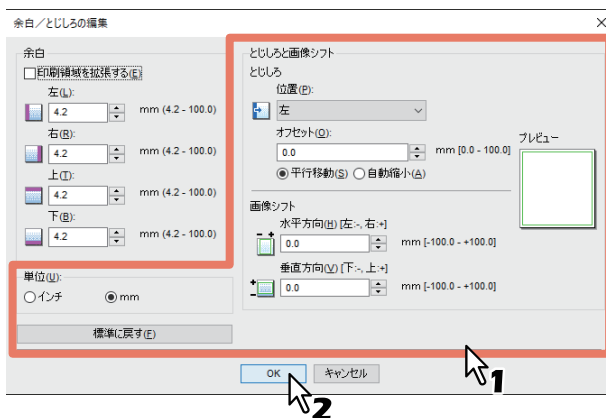 余白／とじしろの編集
余白
印刷領域を拡張する(E)
左(L):
4.2 mm (4.2 - 100.0)
右(R):
4.2 mm (4.2 - 100.0)
上(T):
4.2 mm (4.2 - 100.0)
下(B):
4.2 mm (4.2 - 100.0)
単位(U):
インチ mm
標準に戻す(F)
とじしろと画像シフト
とじしろ
位置(P):
左
オフセット(O):
0.0 mm [0.0 - 100.0]
平行移動(S) 自動縮小(A)
プレビュー
画像シフト
水平方向(H) [左:-, 右:+]
- +
0.0 mm [-100.0 - +100.0]
垂直方向(V) [下:-, 上:+]
+
-
0.0 mm [-100.0 - +100.0]
1
OK キャンセル
2